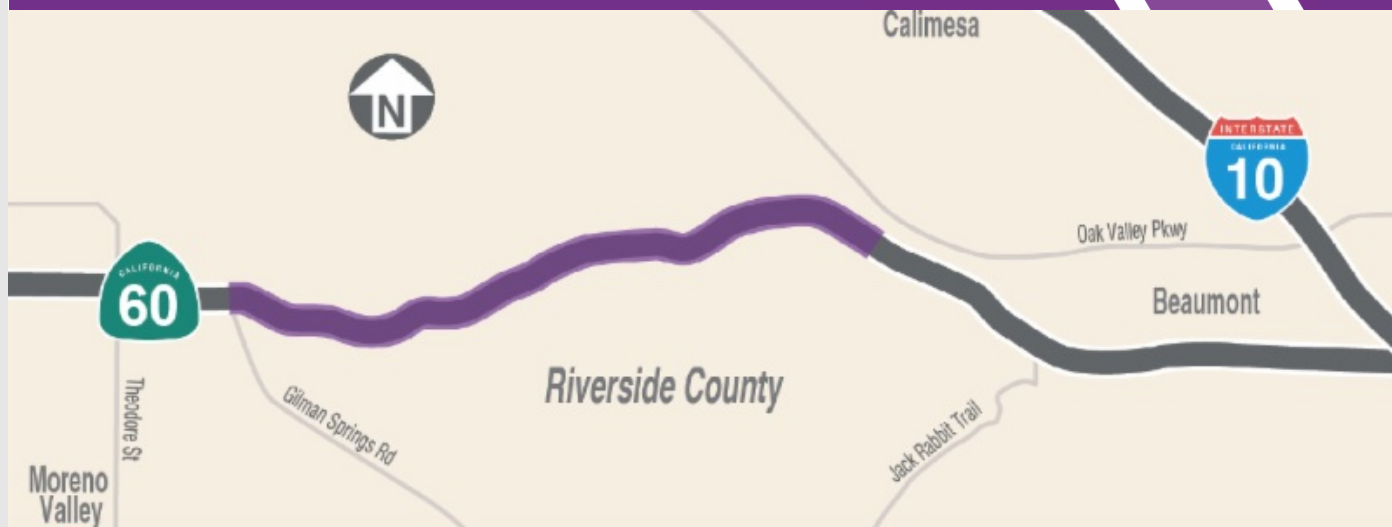 Calimesa
N
INTERSTATE
CALIFORNIA
10
Oak Valley Pkwy
CALIFORNIA
60
Beaumont
Riverside County
Theodore St
Gilman Springs Rd
Jack Rabbit Trail
Moreno
Valley